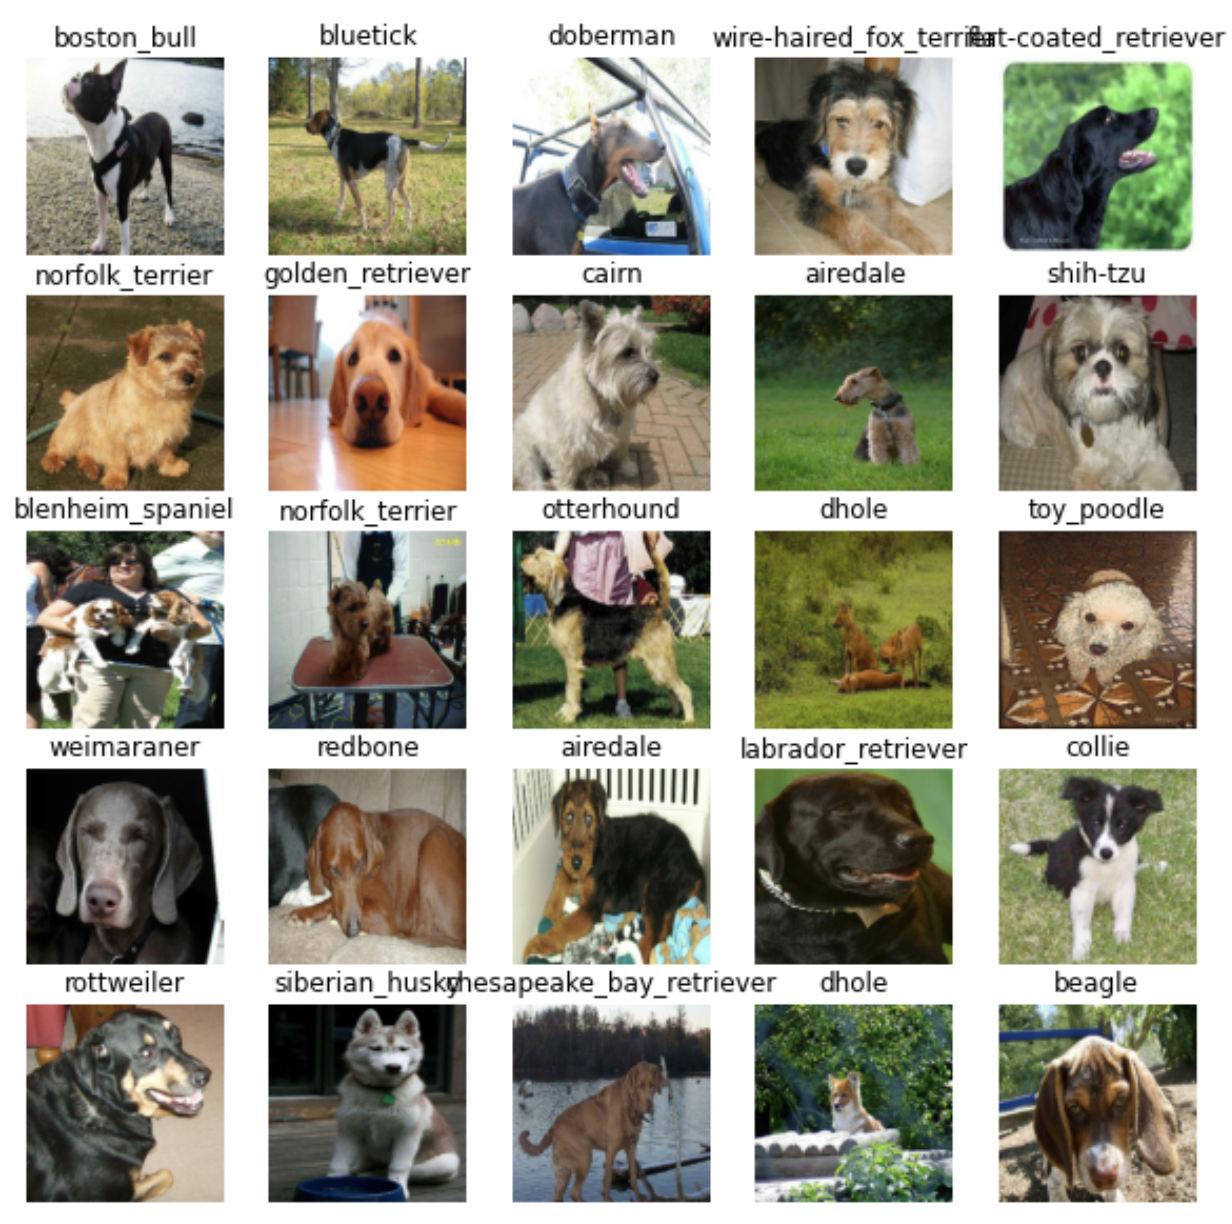 boston_bull bluetick doberman wire-haired_fox_terrier flat-coated_retriever
norfolk_terrier golden_retriever cairn airedale shih-tzu
blenheim_spaniel norfolk_terrier otterhound dhole toy_poodle
weimaraner redbone airedale labrador_retriever collie
rottweiler siberian_husky chesapeake_bay_retriever dhole beagle